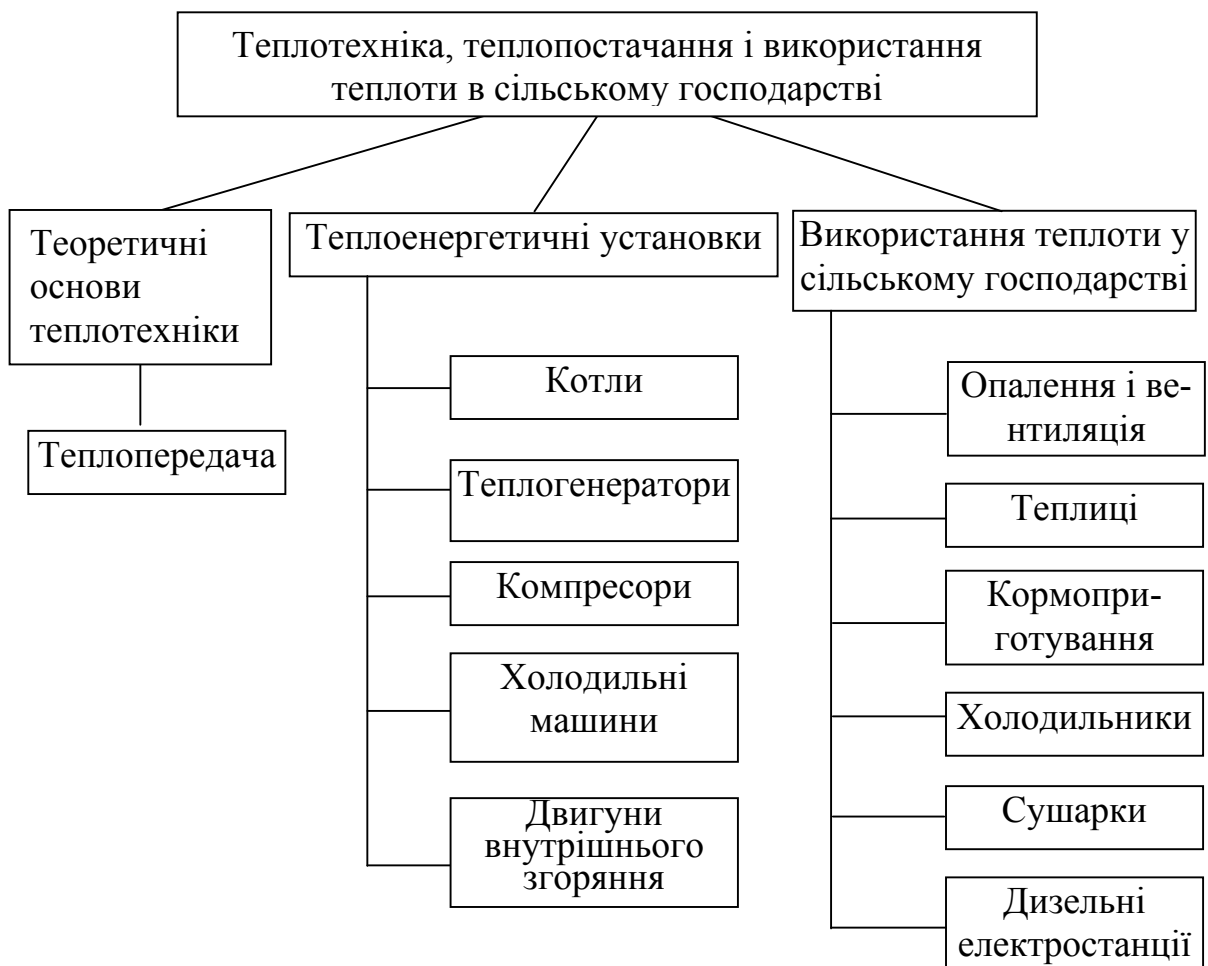 Теплотехніка, теплопостачання і використання
теплоти в сільському господарстві
Теоретичні
основи
теплотехніки
Теплопередача
Теплоенергетичні установки
Котли
Теплогенератори
Компресори
Холодильні
машини
Двигуни
внутрішнього
згоряння
Використання теплоти у
сільському господарстві
Опалення і ве-
нтиляція
Теплиці
Кормопри-
готування
Холодильники
Сушарки
Дизельні
електростанції